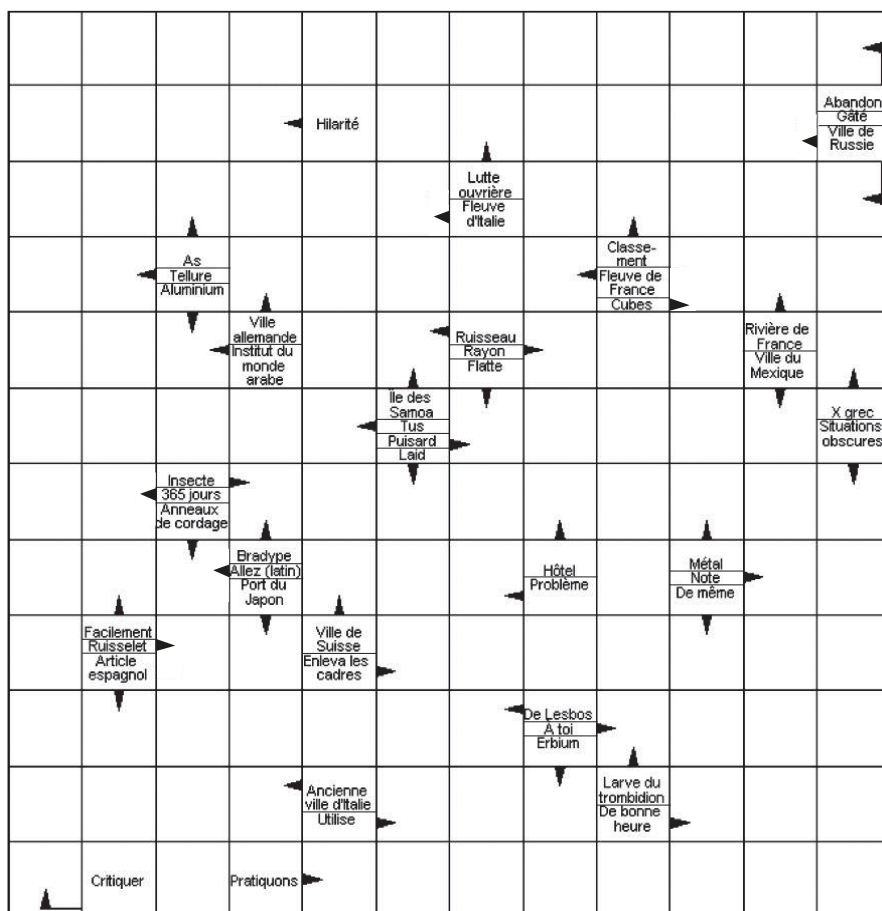 Hilarité
Abandon
Gâté
Ville de
Russie
Lutte
ouvrière
Fleuve
d'Italie
As
Tellure
Aluminium
Classe-
ment
Fleuve de
France
Cubes
Ville
allemande
Institut du
monde
arabe
Ruisseau
Rayon
Flatte
Rivière de
France
Ville du
Mexique
Île des
Samoa
Tus
Puisard
Laid
X grec
Situations
obscures
Insecte
365 jours
Anneaux
de cordage
Bradype
Allez (latin)
Port du
Japon
Hôtel
Problème
Métal
Note
De même
Facilement
Ruisselet
Article
espagnol
Ville de
Suisse
Enleva les
cadres
De Lesbos
À toi
Erbium
Ancienne
ville d'Italie
Utilise
Larve du
trombidion
De bonne
heure
Critiquer
Pratiquons